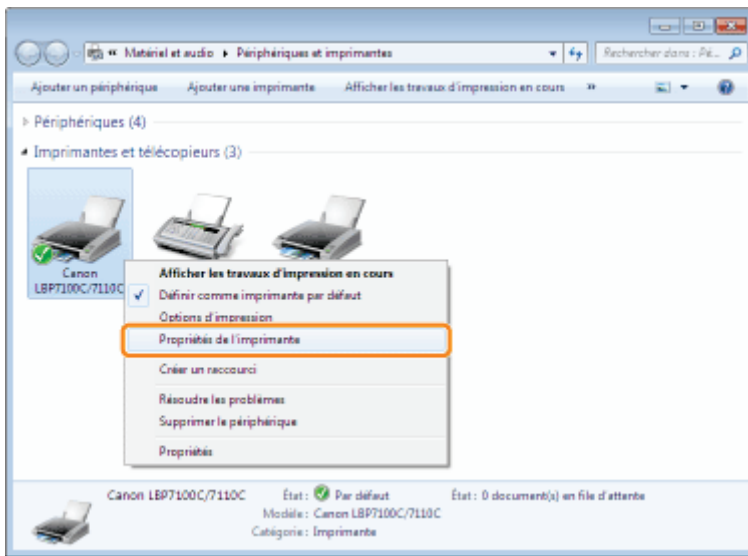 « Matériel et audio ▸ Périphériques et imprimantes
Rechercher dans : Pé...
Ajouter un périphérique Ajouter une imprimante Afficher les travaux d'impression en cours »
Périphériques (4)
Imprimantes et télécopieurs (3)
Canon
LBP7100C/7110C
Afficher les travaux d'impression en cours
Définir comme imprimante par défaut
Options d'impression
Propriétés de l'imprimante
Créer un raccourci
Résoudre les problèmes
Supprimer le périphérique
Propriétés
Canon LBP7100C/7110C État : Par défaut État : 0 document(s) en file d'attente
Modèle : Canon LBP7100C/7110C
Catégorie : Imprimante